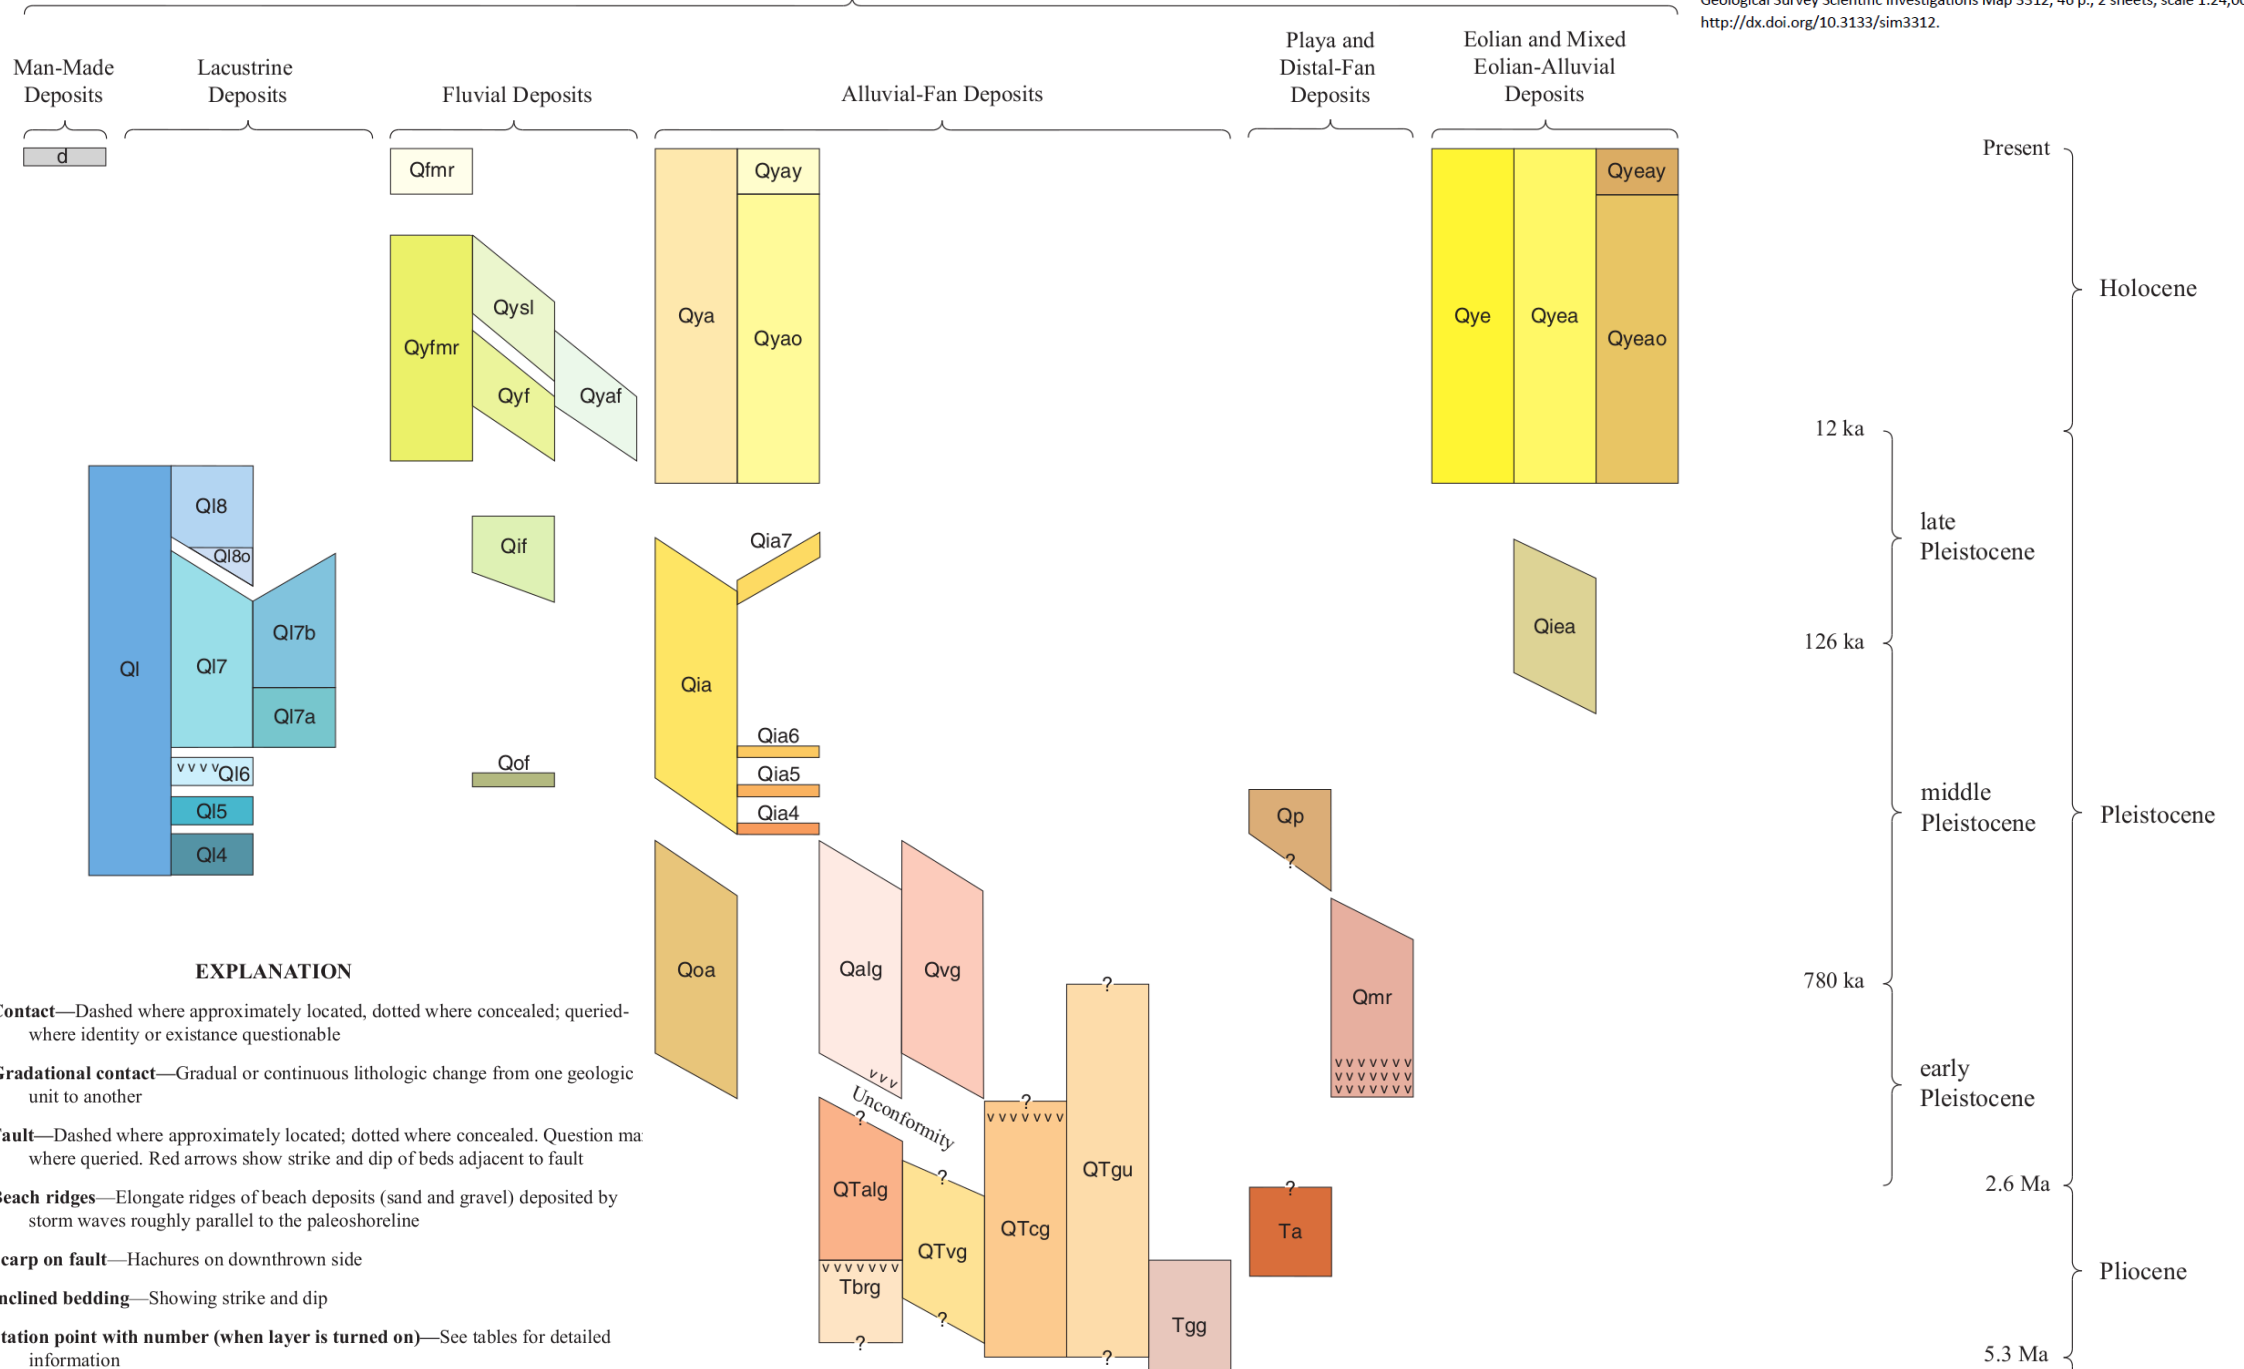 http://dx.doi.org/10.3133/sim3312.
Man-Made
Deposits
Lacustrine
Deposits
Fluvial Deposits
Alluvial-Fan Deposits
Playa and
Distal-Fan
Deposits
Eolian and Mixed
Eolian-Alluvial
Deposits
d
Qfmr
Qyay
Qyeay
Present
Qysl
Qyfmr
Qyf
Qyaf
Qya
Qyao
Qye
Qyea
Qyeao
Holocene
12 ka
Ql8
Ql8o
Ql
Ql7
Ql7b
Ql7a
vvvvQl6
Ql5
Ql4
Qif
Qof
Qia7
Qia
Qia6
Qia5
Qia4
Qiea
late
Pleistocene
126 ka
Qp
?
middle
Pleistocene
Pleistocene
Qoa
Qalg
vvv
Qvg
Qmr
vvvvvvv
vvvvvvv
vvvvvvv
780 ka
early
Pleistocene
Unconformity
?
QTalg
vvvvvvv
Tbrg
?
?
QTvg
?
?
vvvvvvv
QTcg
?
QTgu
?
Tgg
?
Ta
2.6 Ma
Pliocene
5.3 Ma
EXPLANATION
ontact—Dashed where approximately located, dotted where concealed; queried-
where identity or existance questionable
radational contact—Gradual or continuous lithologic change from one geologic
unit to another
ault—Dashed where approximately located; dotted where concealed. Question ma
where queried. Red arrows show strike and dip of beds adjacent to fault
each ridges—Elongate ridges of beach deposits (sand and gravel) deposited by
storm waves roughly parallel to the paleoshoreline
carp on fault—Hachures on downthrown side
nclined bedding—Showing strike and dip
tation point with number (when layer is turned on)—See tables for detailed
information